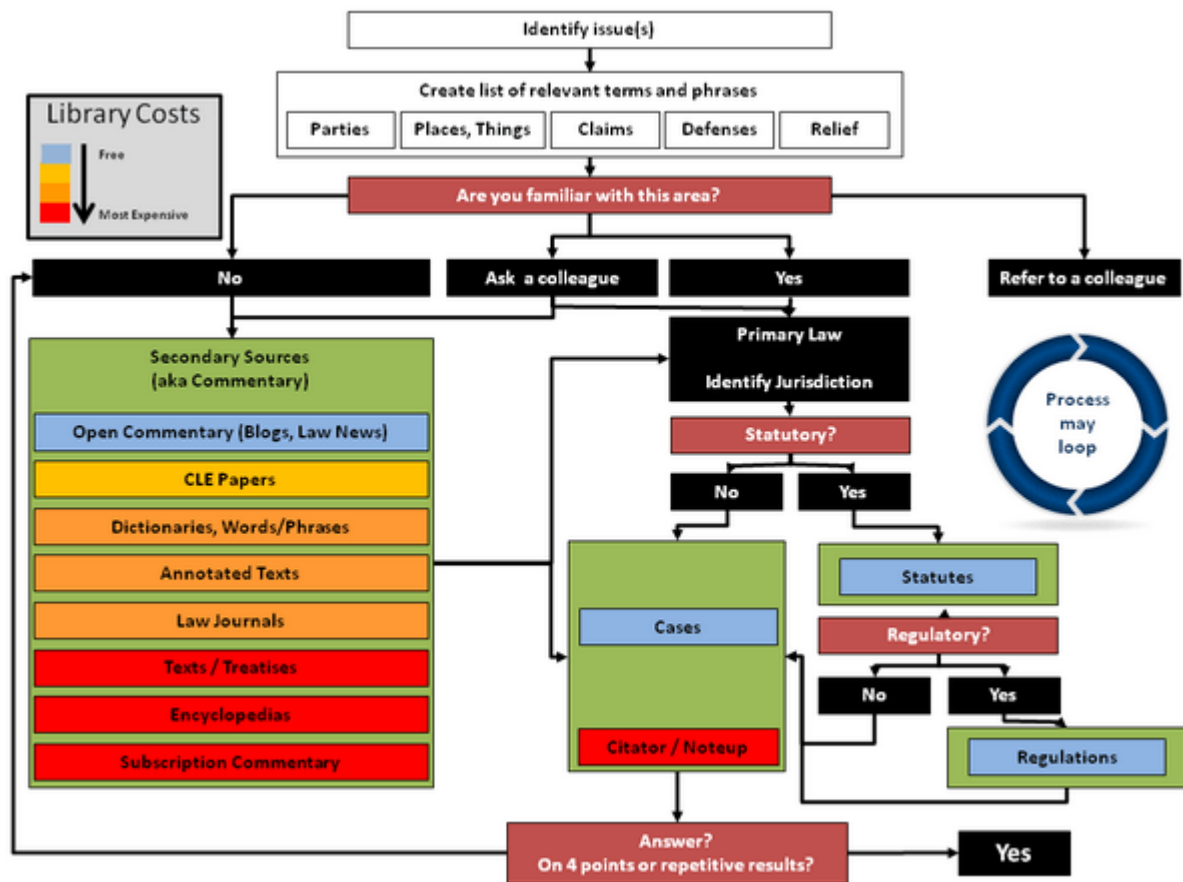 Identify issue(s)
Create list of relevant terms and phrases
Parties
Places, Things
Claims
Defenses
Relief
Library Costs
Free
Most Expensive
Are you familiar with this area?
No
Ask a colleague
Yes
Refer to a colleague
Secondary Sources
(aka Commentary)
Open Commentary (Blogs, Law News)
CLE Papers
Dictionaries, Words/Phrases
Annotated Texts
Law Journals
Texts / Treatises
Encyclopedias
Subscription Commentary
Primary Law
Identify Jurisdiction
Statutory?
No
Yes
Process
may
loop
Cases
Citator / Noteup
Statutes
Regulatory?
No
Yes
Regulations
Answer?
On 4 points or repetitive results?
Yes